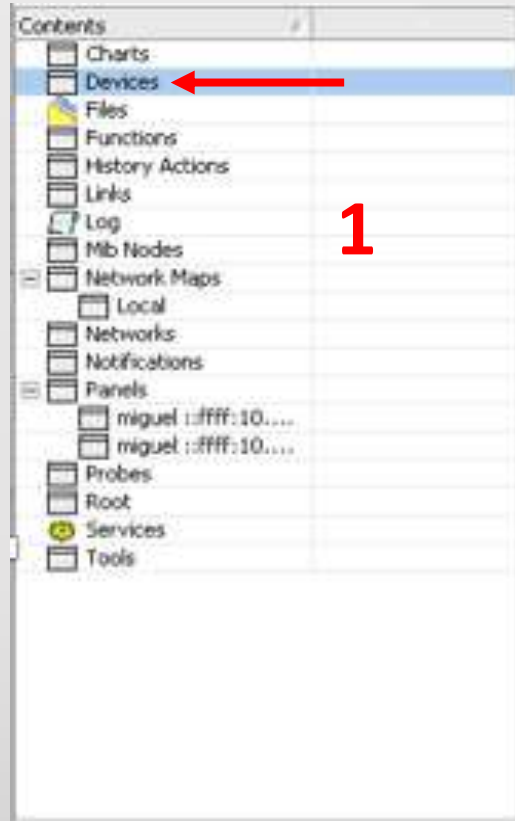 Contents
Charts
Devices
Files
Functions
History Actions
Links
Log
1
Mib Nodes
Network Maps
Local
Networks
Notifications
Panels
miguel ::ffff:10....
miguel ::ffff:10....
Probes
Root
Services
Tools